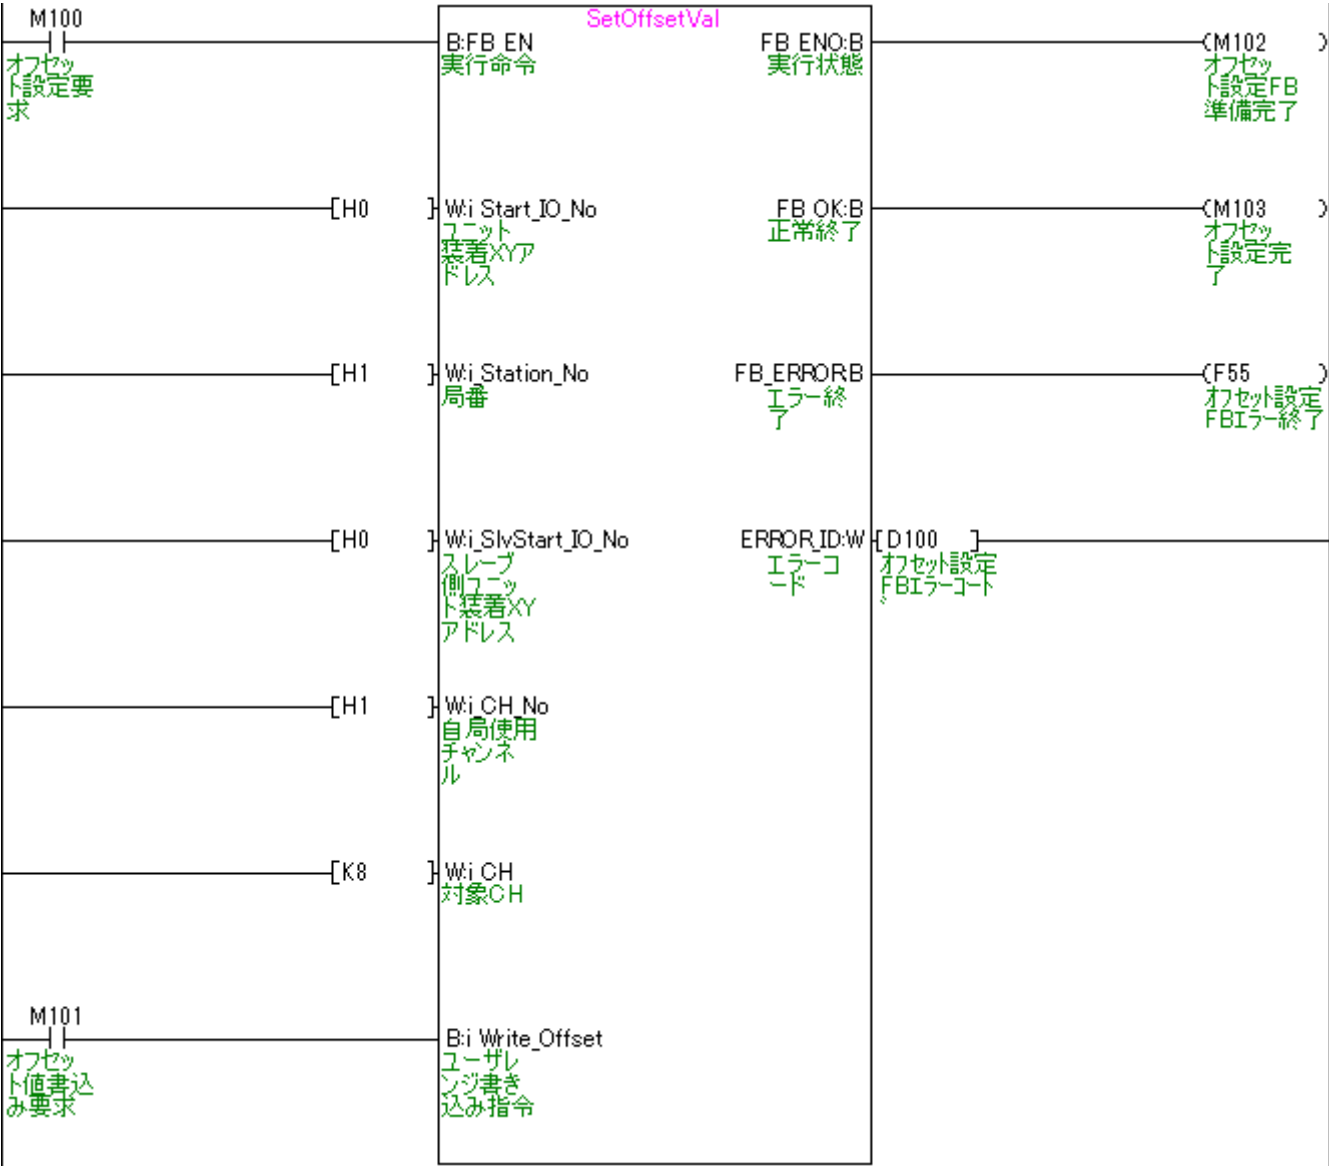 SetOffsetVal
M100
オフセッ
ト設定要
求
B:FB_EN
実行命令
FB_ENO:B
実行状態
(M102 )
オフセッ
ト設定FB
準備完了
[H0 ]
W:i_Start_IO_No
ユニット
装着XYア
ドレス
FB_OK:B
正常終了
(M103 )
オフセッ
ト設定完
了
[H1 ]
W:i_Station_No
局番
FB_ERROR:B
エラー終
了
(F55 )
オフセット設定
FBエラー終了
[H0 ]
W:i_SlvStart_IO_No
スレーブ
側ユニッ
ト装着XY
アドレス
ERROR_ID:W
エラーコ
ード
[D100 ]
オフセット設定
FBエラーコート
゛
[H1 ]
W:i_CH_No
自局使用
チャンネ
ル
[K8 ]
W:i_CH
対象CH
M101
オフセッ
ト値書込
み要求
B:i_Write_Offset
ユーザレ
ンジ書き
込み指令